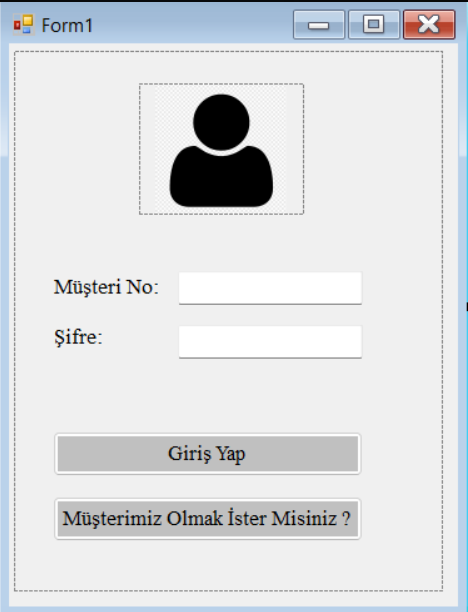 Form1
Müşteri No:
Şifre:
Giriş Yap
Müşterimiz Olmak İster Misiniz ?